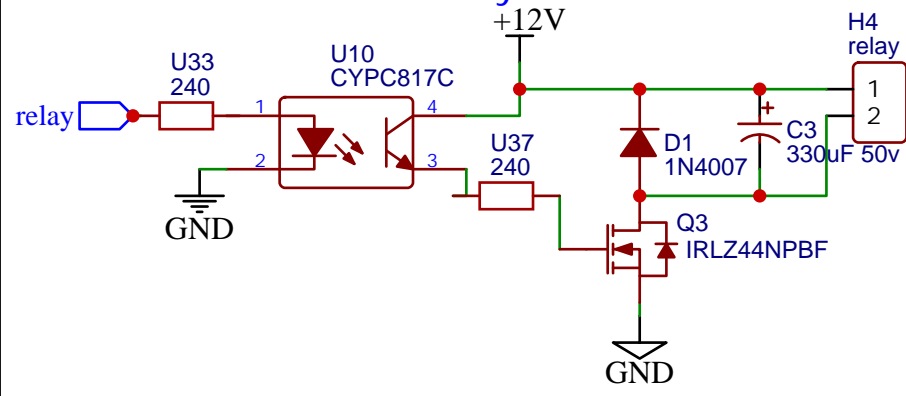 +12V
H4
relay
U33
240
U10
CYPC817C
1
2
relay
1
4
2
3
U37
240
D1
1N4007
C3
330uF 50v
GND
Q3
IRLZ44NPBF
GND